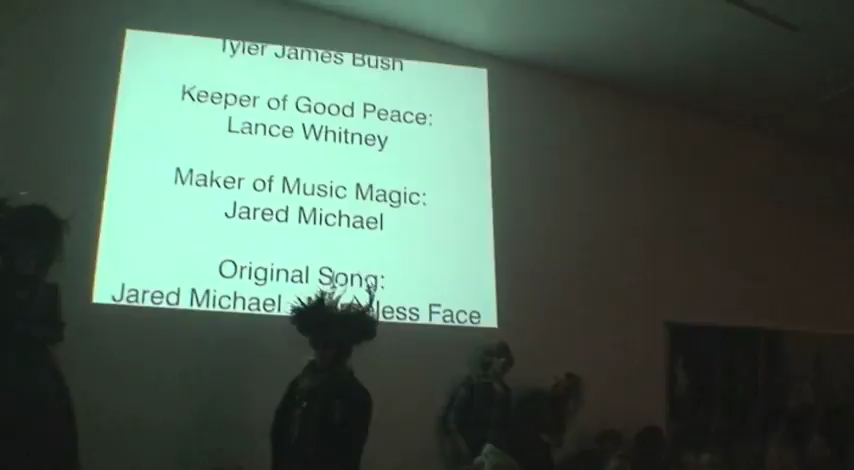 Tyler James Bush
Keeper of Good Peace:
Lance Whitney
Maker of Music Magic:
Jared Michael
Original Song:
Jared Michael less Face